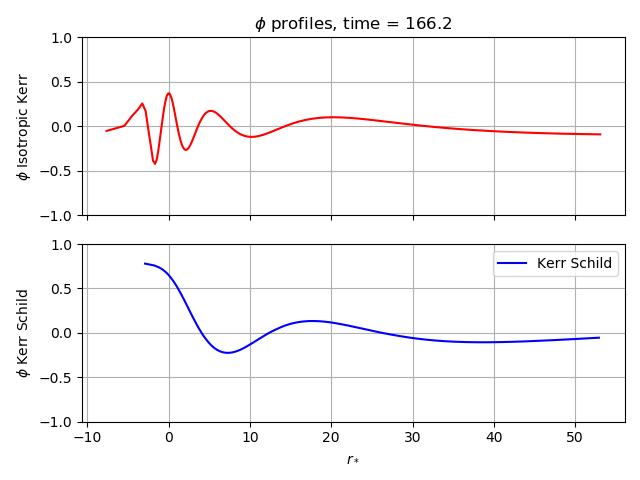 ϕ profiles, time = 166.2
ϕ Isotropic Kerr
1.0
0.5
0.0
−0.5
−1.0
ϕ Kerr Schild
1.0
0.5
0.0
−0.5
−1.0
Kerr Schild
−10 0 10 20 30 40 50
r*